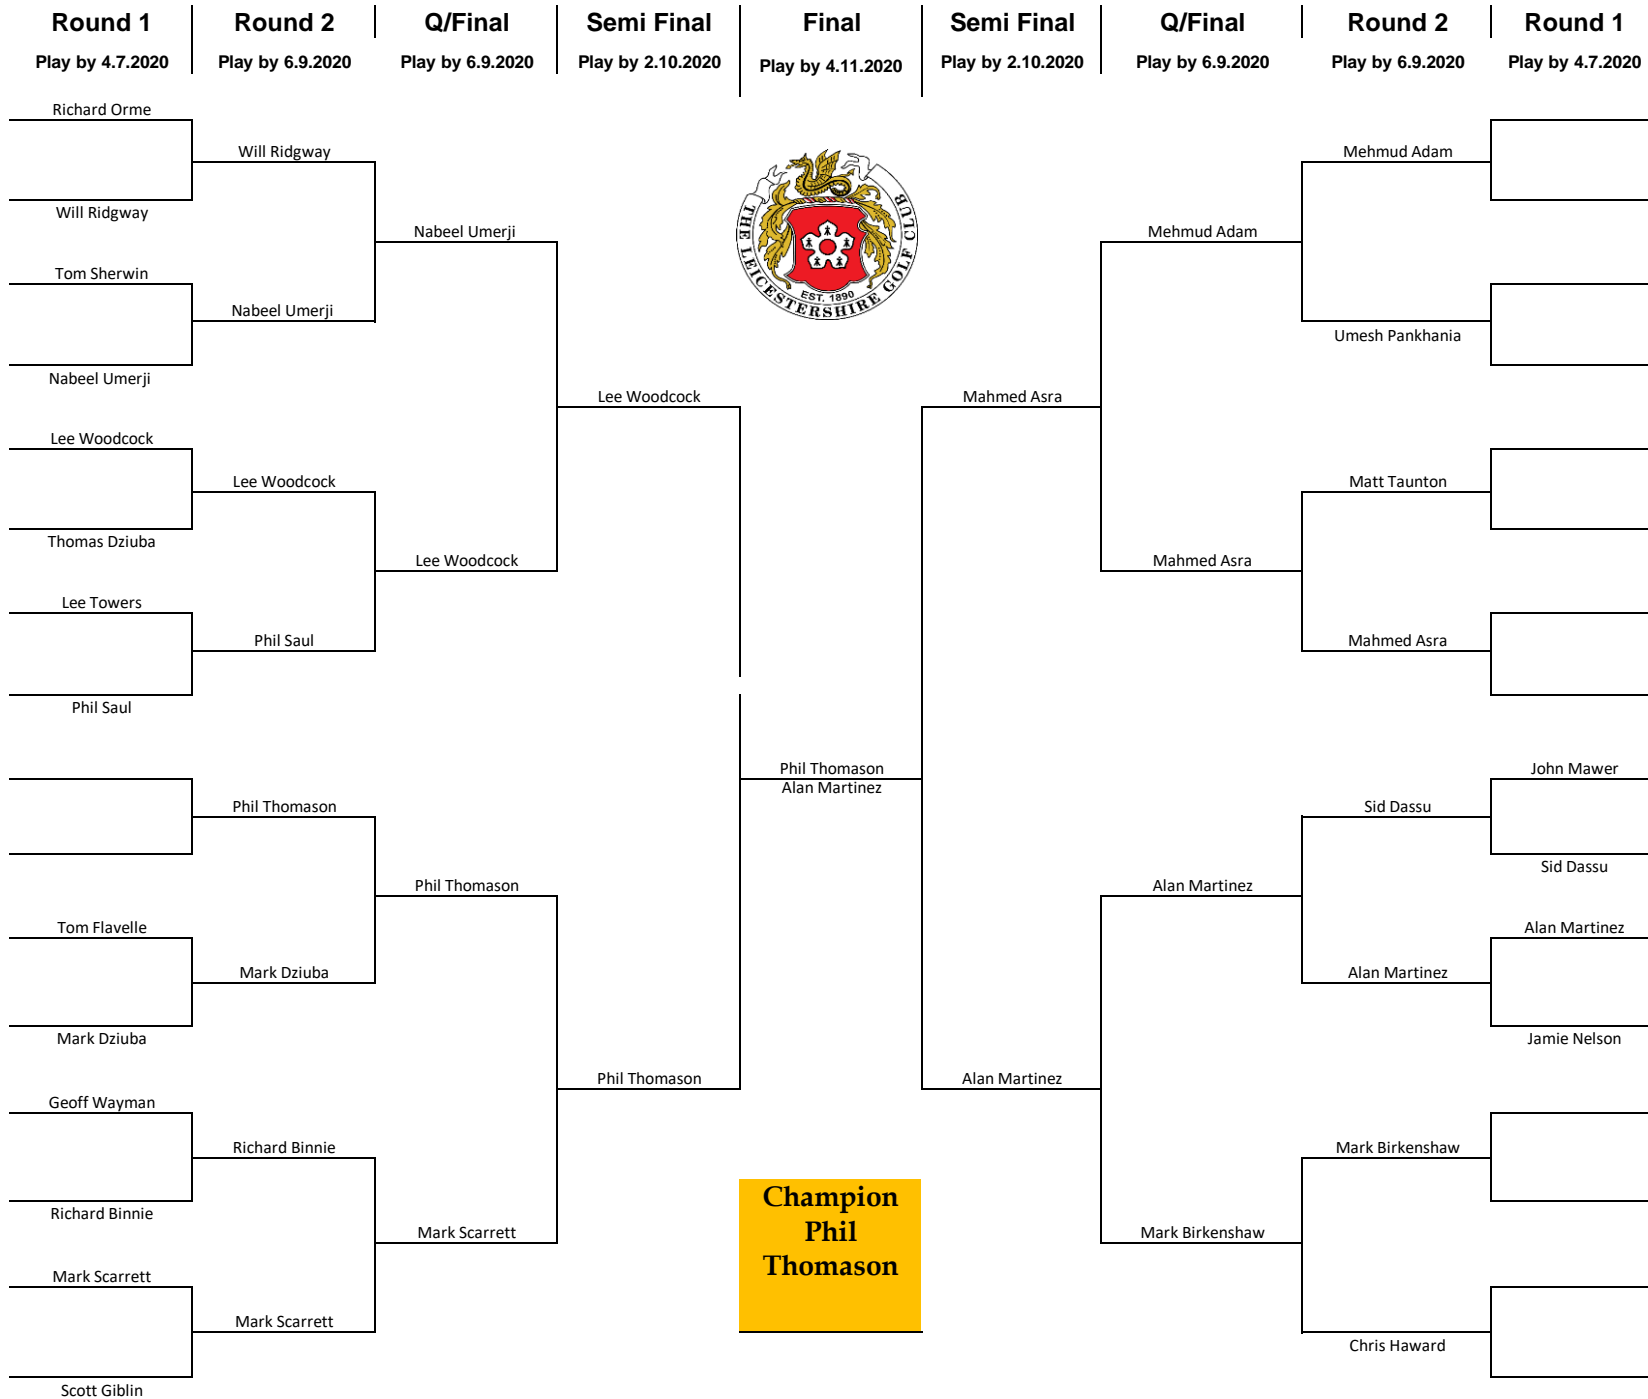 Round 1
Round 2
Q/Final
Semi Final
Final
Semi Final
Q/Final
Round 2
Round 1
Play by 4.7.2020
Play by 6.9.2020
Play by 6.9.2020
Play by 2.10.2020
Play by 4.11.2020
Play by 2.10.2020
Play by 6.9.2020
Play by 6.9.2020
Play by 4.7.2020
Richard Orme
Will Ridgway
Mehmud Adam
THE LEICESTERSHIRE GOLF CLUB
EST. 1890
Will Ridgway
Nabeel Umerji
Mehmud Adam
Tom Sherwin
Nabeel Umerji
Umesh Pankhania
Nabeel Umerji
Lee Woodcock
Mahmed Asra
Lee Woodcock
Lee Woodcock
Matt Taunton
Thomas Dziuba
Lee Woodcock
Mahmed Asra
Lee Towers
Phil Saul
Mahmed Asra
Phil Saul
Phil Thomason
John Mawer
Alan Martinez
Phil Thomason
Sid Dassu
Sid Dassu
Phil Thomason
Alan Martinez
Tom Flavelle
Alan Martinez
Mark Dziuba
Alan Martinez
Mark Dziuba
Jamie Nelson
Phil Thomason
Alan Martinez
Geoff Wayman
Richard Binnie
Mark Birkenshaw
Champion
Phil
Thomason
Richard Binnie
Mark Scarrett
Mark Birkenshaw
Mark Scarrett
Mark Scarrett
Chris Haward
Scott Giblin